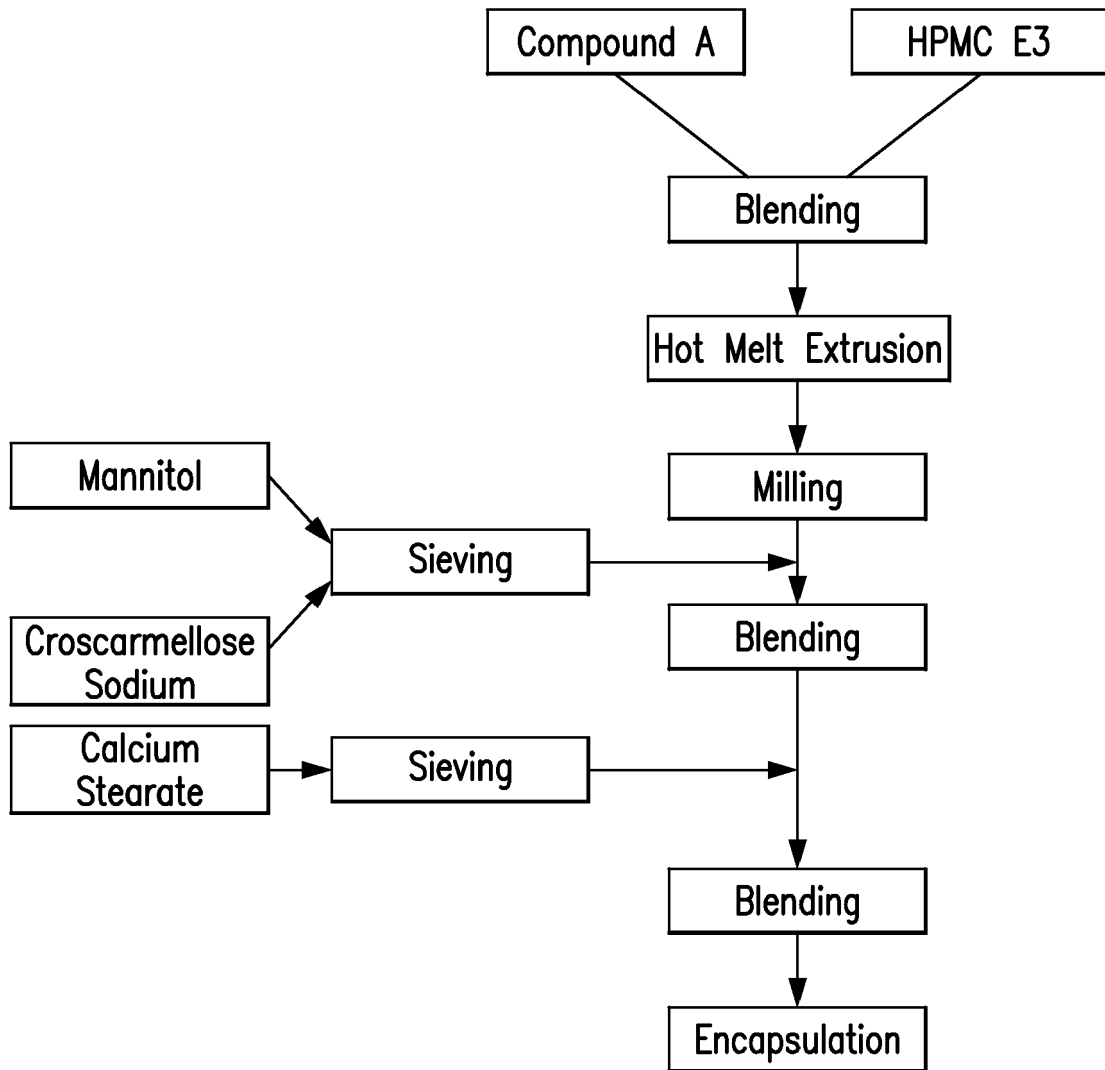 Compound A
HPMC E3
Blending
Hot Melt Extrusion
Mannitol
Milling
Sieving
Croscarmellose
Sodium
Blending
Calcium
Stearate
Sieving
Blending
Encapsulation